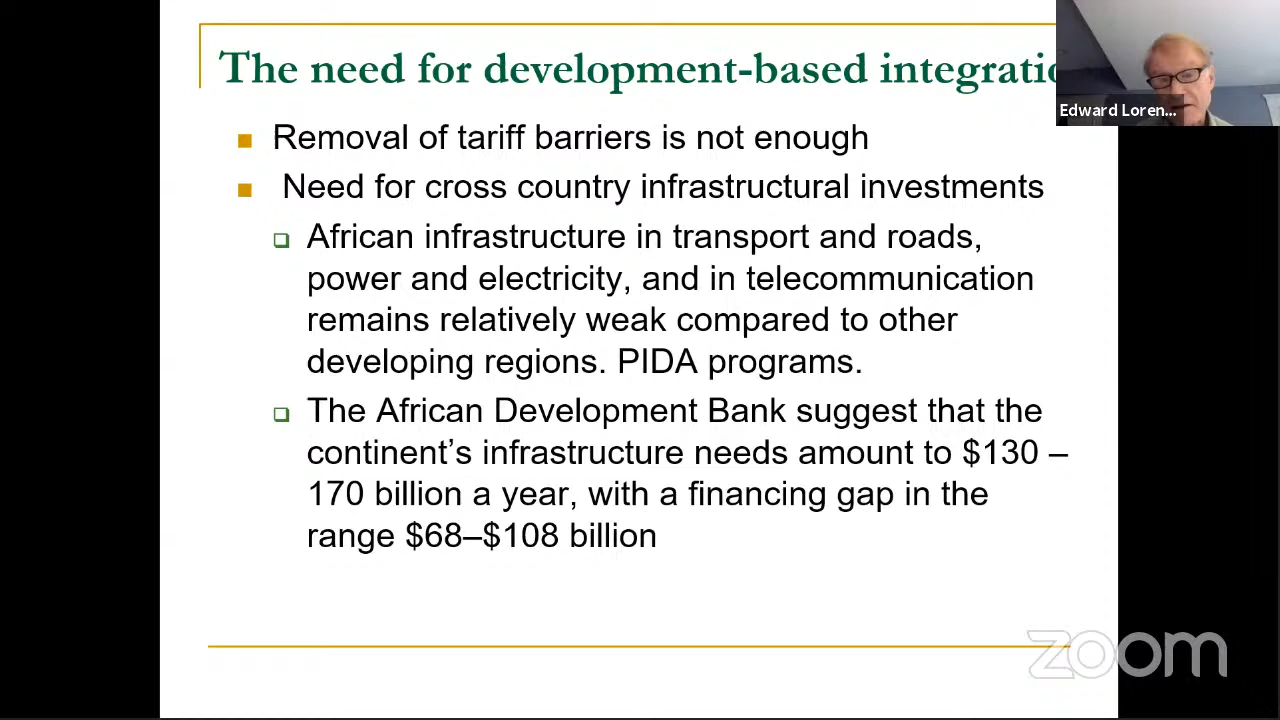 The need for development-based integratio
Edward Loren...
Removal of tariff barriers is not enough
Need for cross country infrastructural investments
African infrastructure in transport and roads,
power and electricity, and in telecommunication
remains relatively weak compared to other
developing regions. PIDA programs.
The African Development Bank suggest that the
continent’s infrastructure needs amount to $130 –
170 billion a year, with a financing gap in the
range $68–$108 billion
zoom